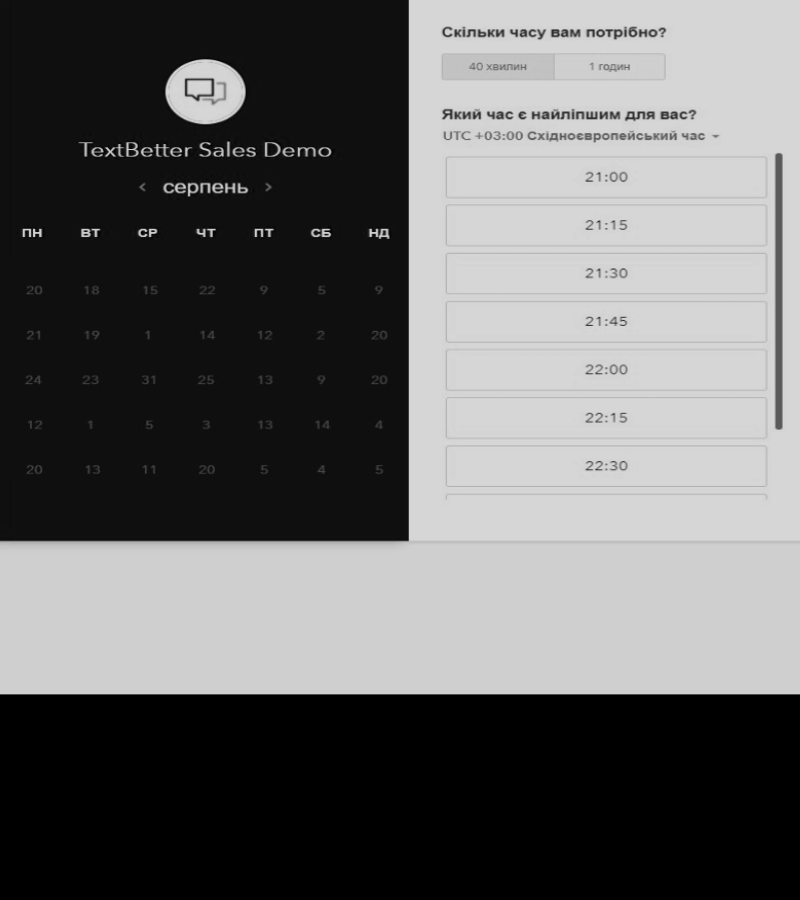 TextBetter Sales Demo
‹ серпень ›
ПН ВТ СР ЧТ ПТ СБ НД
20 18 15 22 9 5 9
21 19 1 14 12 2 20
24 23 31 25 13 9 20
12 1 5 3 13 14 4
20 13 11 20 5 4 5
Скільки часу вам потрібно?
40 хвилин 1 годин
Який час є найліпшим для вас?
UTC +03:00 Східноєвропейський час
21:00
21:15
21:30
21:45
22:00
22:15
22:30